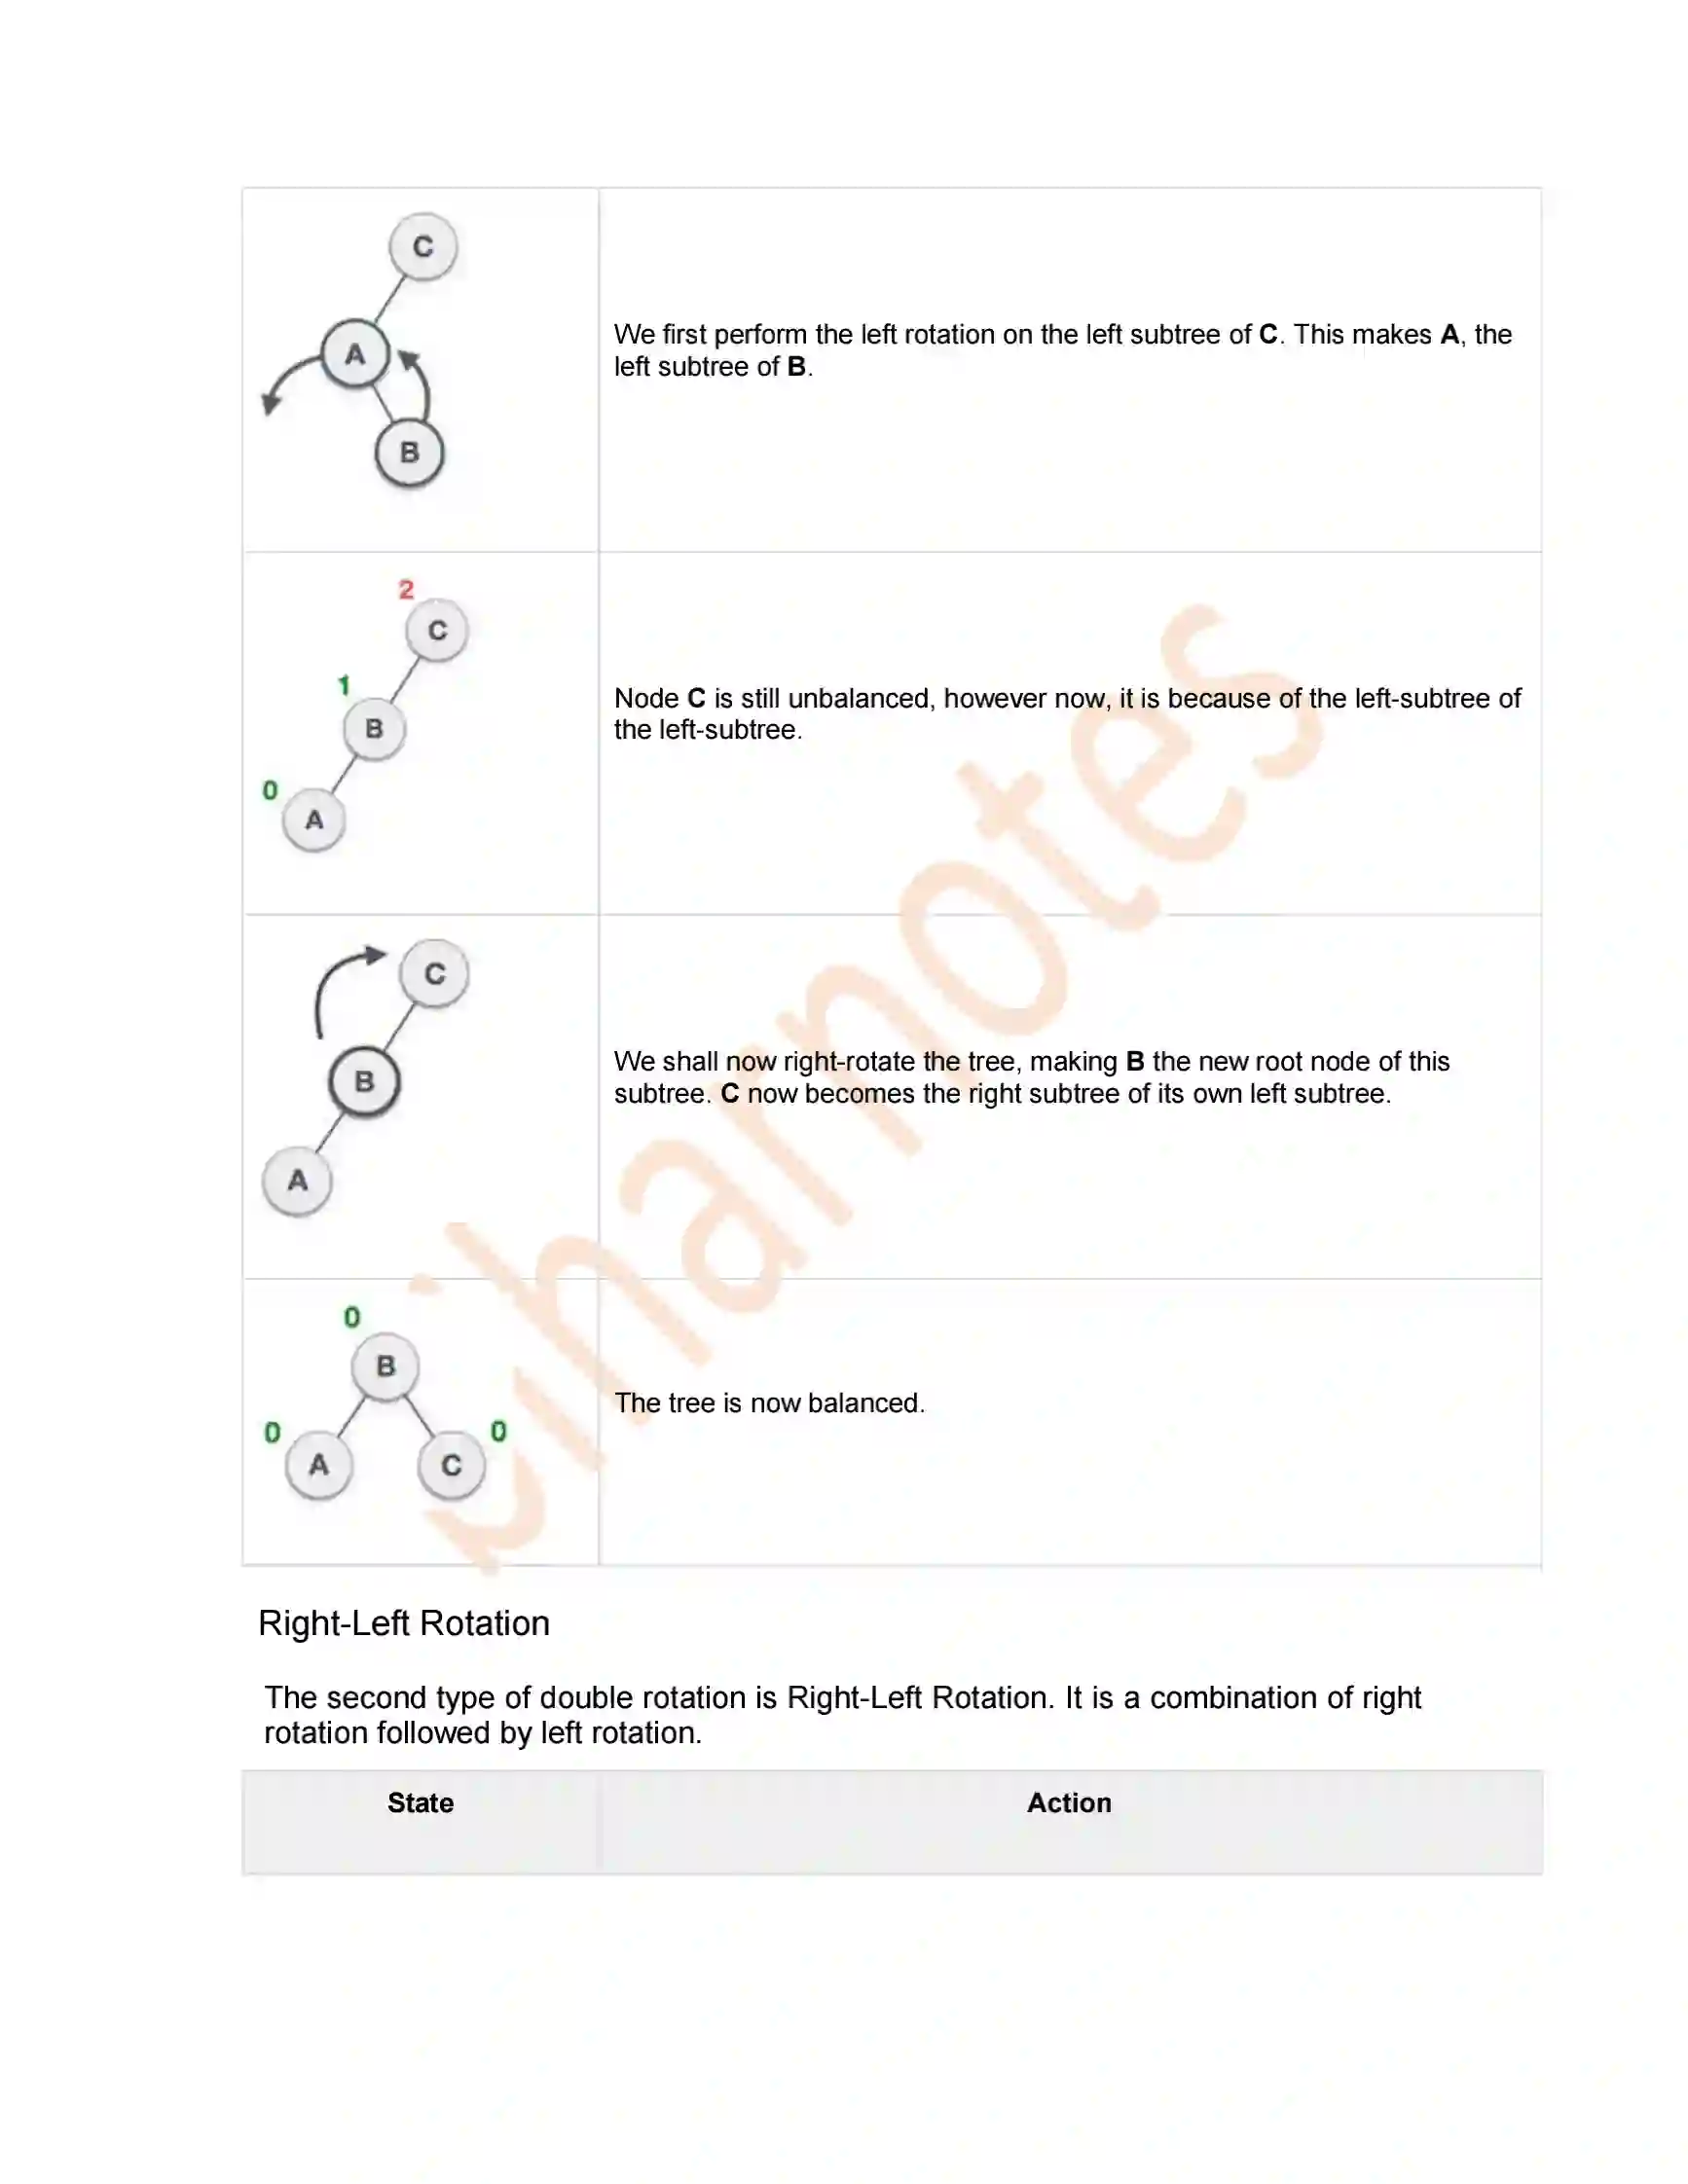 C
A
B
We first perform the left rotation on the left subtree of C. This makes A, the
left subtree of B.
2
C
1
B
0
A
Node C is still unbalanced, however now, it is because of the left-subtree of
the left-subtree.
C
B
A
We shall now right-rotate the tree, making B the new root node of this
subtree. C now becomes the right subtree of its own left subtree.
0
B
0
A
C
0
The tree is now balanced.
Right-Left Rotation
The second type of double rotation is Right-Left Rotation. It is a combination of right
rotation followed by left rotation.
State Action